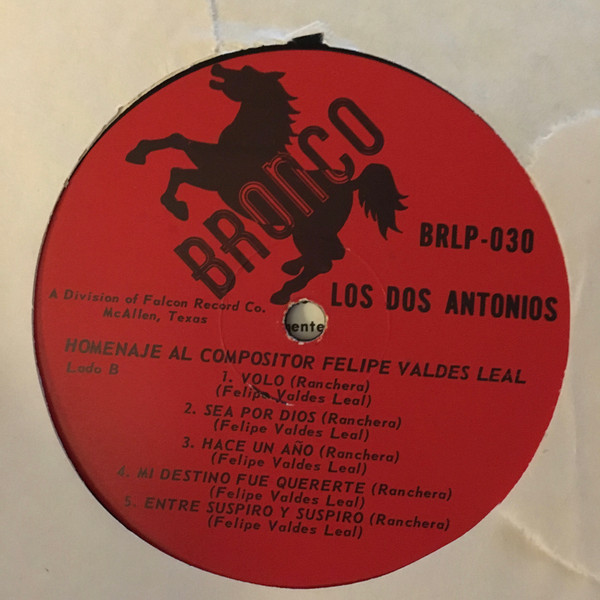 BRONCO
BRLP-030
A Division of Falcon Record Co.
McAllen, Texas
LOS DOS ANTONIOS
ente
HOMENAJE AL COMPOSITOR FELIPE VALDES LEAL
Lado B
1. VOLO (Ranchera)
(Felipe Valdes Leal)
2. SEA POR DIOS (Ranchera)
(Felipe Valdes Leal)
3. HACE UN AÑO (Ranchera)
(Felipe Valdes Leal)
4. MI DESTINO FUE QUERERTE (Ranchera)
(Felipe Valdes Leal)
5. ENTRE SUSPIRO Y SUSPIRO (Ranchera)
(Felipe Valdes Leal)